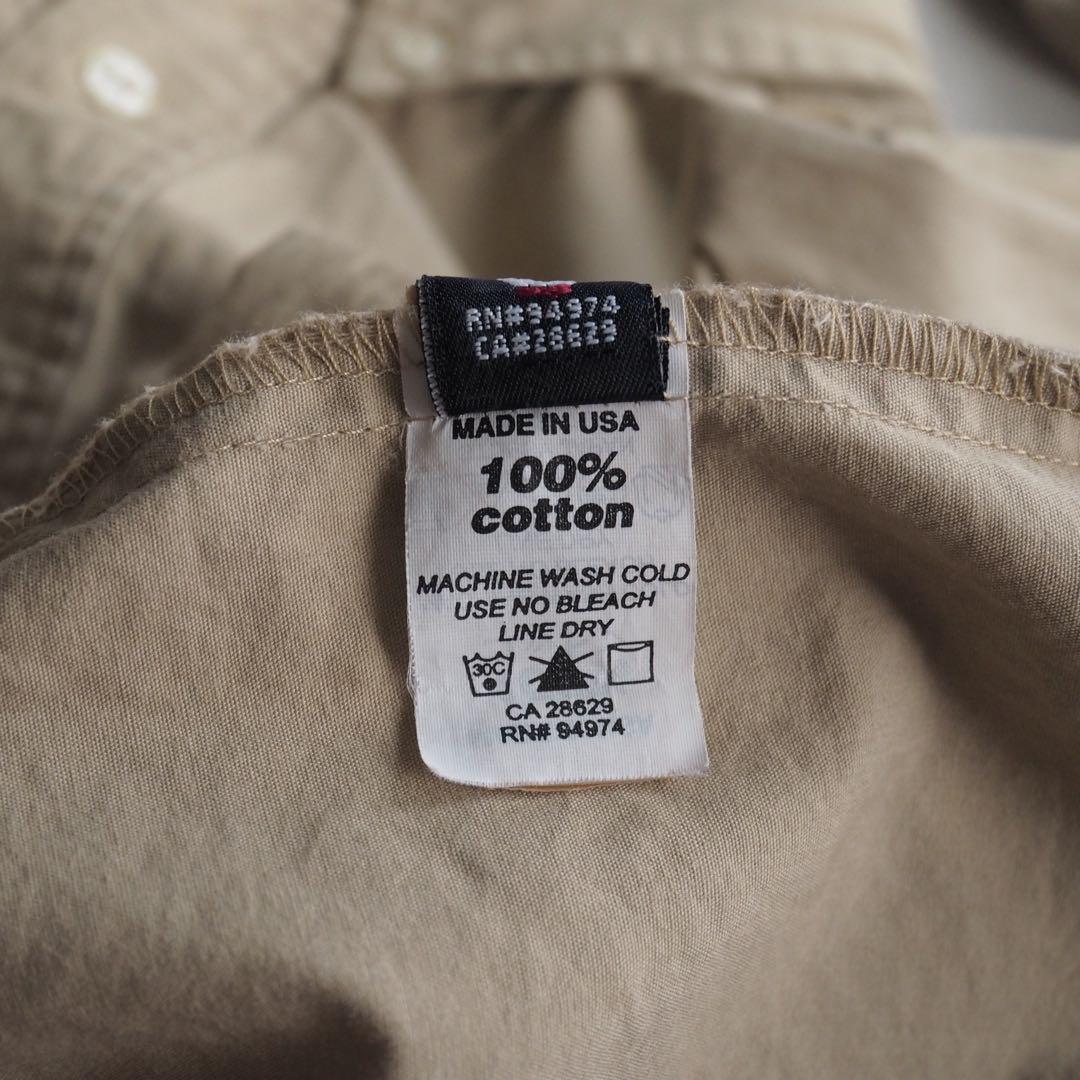 RN#94974
CA#28629
MADE IN USA
100%
cotton
MACHINE WASH COLD
USE NO BLEACH
LINE DRY
30C
CA 28629
RN# 94974